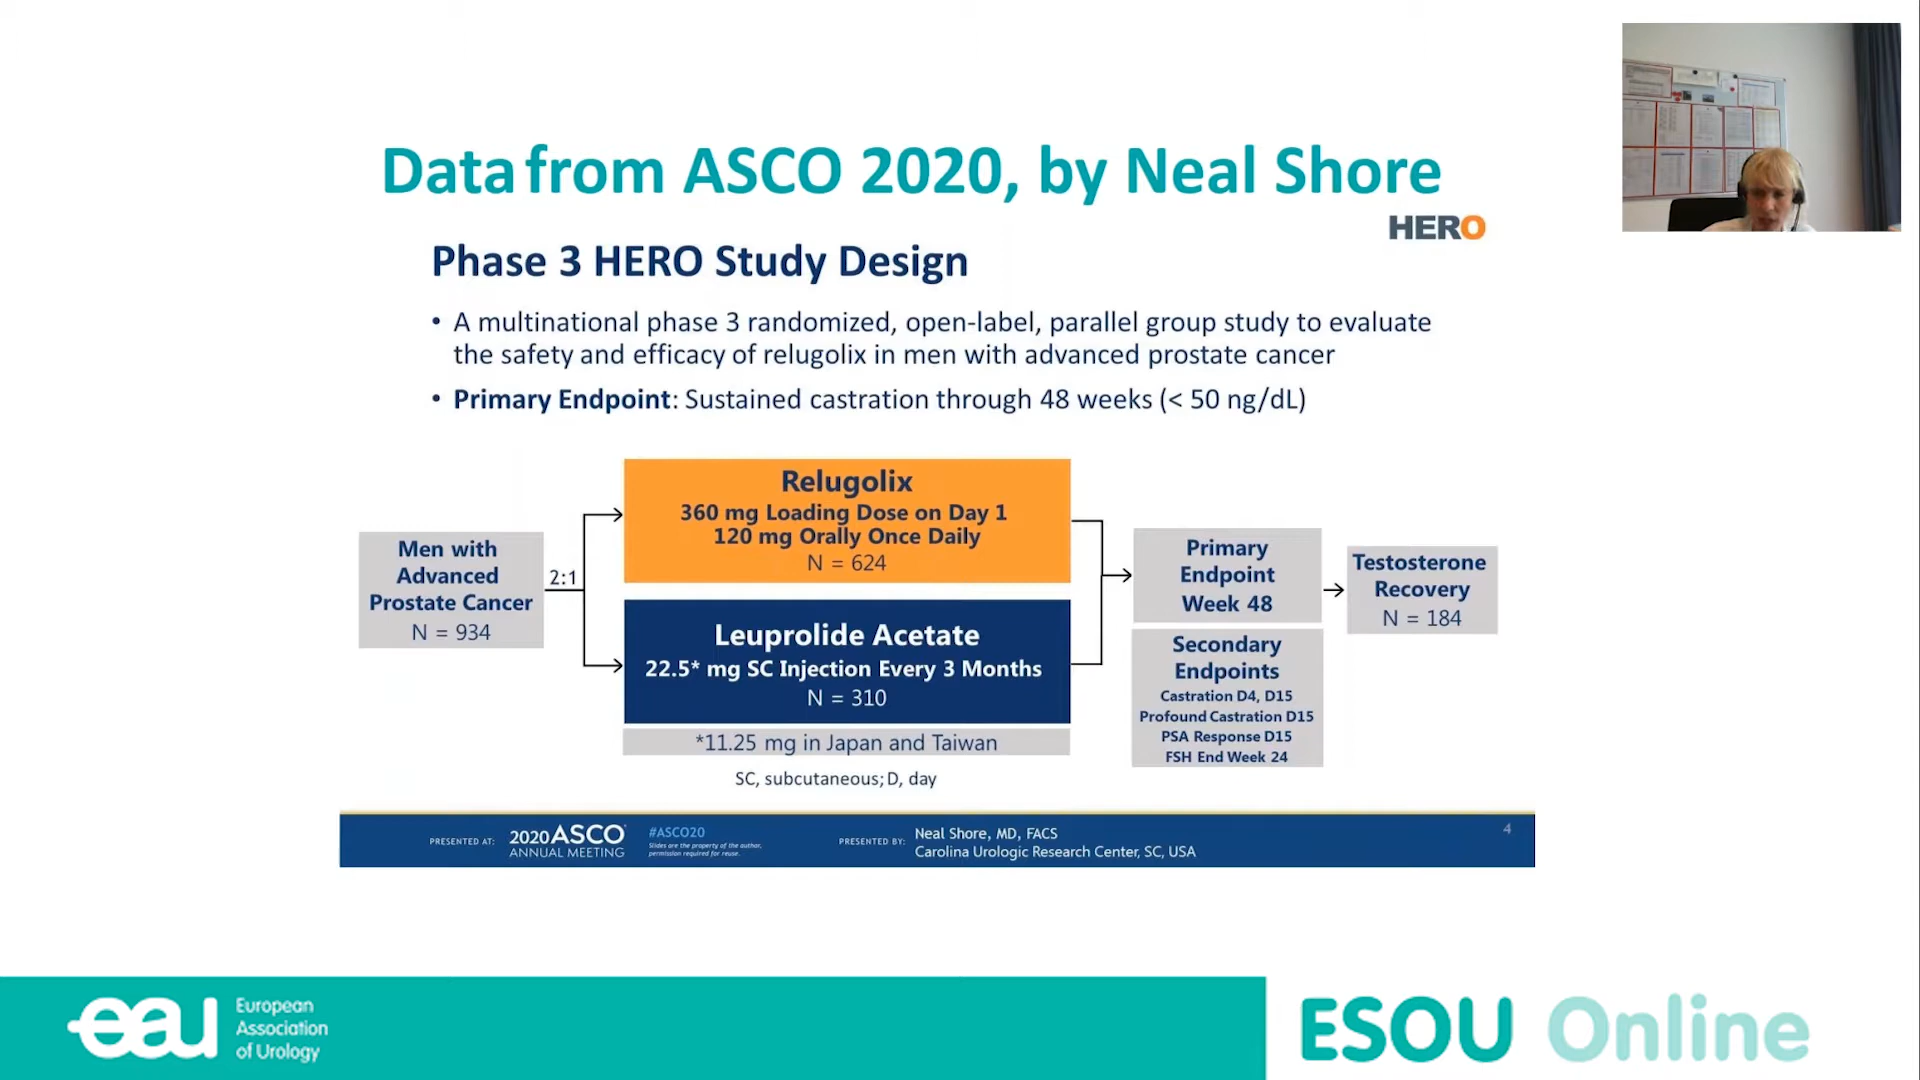 Data from ASCO 2020, by Neal Shore
HERO
Phase 3 HERO Study Design
• A multinational phase 3 randomized, open-label, parallel group study to evaluate
the safety and efficacy of relugolix in men with advanced prostate cancer
• Primary Endpoint: Sustained castration through 48 weeks (< 50 ng/dL)
Men with
Advanced
Prostate Cancer
N = 934
2:1
Relugolix
360 mg Loading Dose on Day 1
120 mg Orally Once Daily
N = 624
Leuprolide Acetate
22.5* mg SC Injection Every 3 Months
N = 310
*11.25 mg in Japan and Taiwan
SC, subcutaneous; D, day
Primary
Endpoint
Week 48
Secondary
Endpoints
Castration D4, D15
Profound Castration D15
PSA Response D15
FSH End Week 24
Testosterone
Recovery
N = 184
PRESENTED AT:
2020 ASCO
ANNUAL MEETING
#ASCO20
Slides are the property of the author,
permission required for reuse.
PRESENTED BY:
Neal Shore, MD, FACS
Carolina Urologic Research Center, SC, USA
4
eau
European
Association
of Urology
ESOU Online